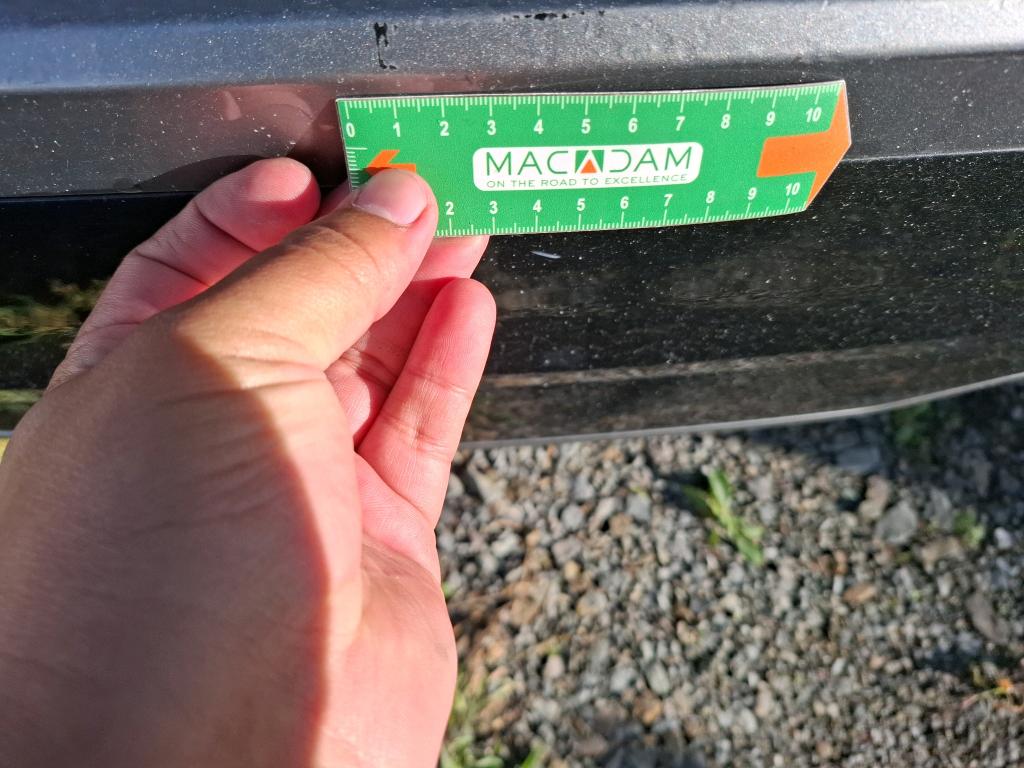 0 1 2 3 4 5 6 7 8 9 10
MACADAM
ON THE ROAD TO EXCELLENCE
2 3 4 5 6 7 8 9 10